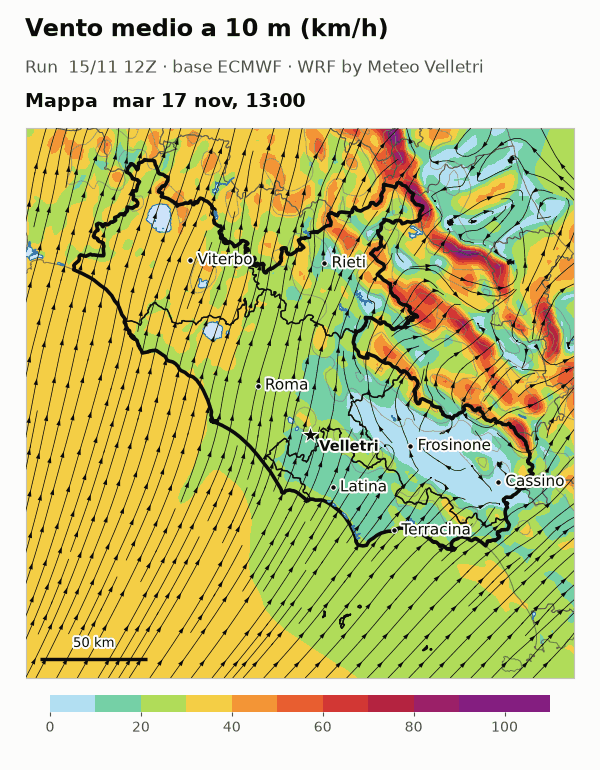 Vento medio a 10 m (km/h)
Run  15/11 12Z · base ECMWF · WRF by Meteo Velletri
Mappa  mar 17 nov, 13:00
Viterbo
Rieti
Roma
Velletri
Frosinone
Cassino
Latina
Terracina
50 km
0 20 40 60 80 100